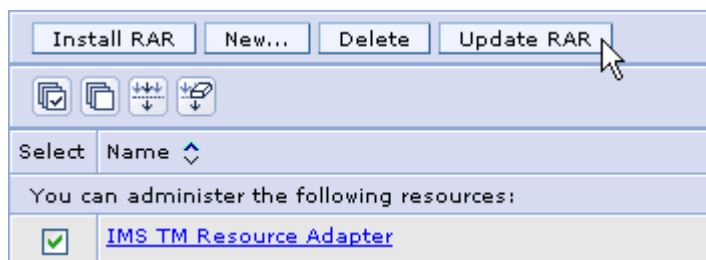 Install RAR New... Delete Update RAR
Select Name
You can administer the following resources:
IMS TM Resource Adapter